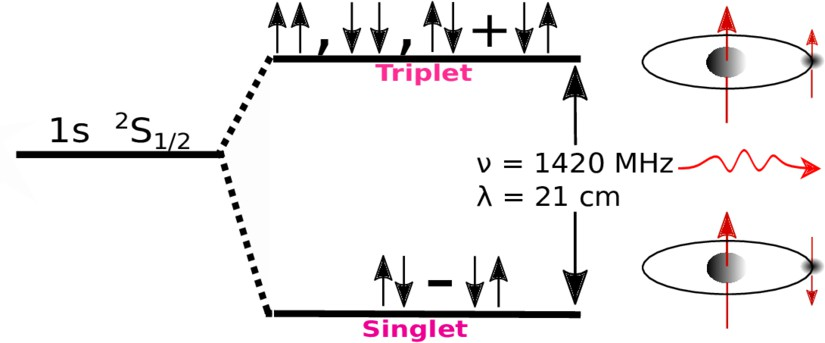 ↑↑, ↓↓, ↑↓+↓↑
Triplet
1s ²S₁/₂
ν = 1420 MHz
λ = 21 cm
↑↓-↓↑
Singlet